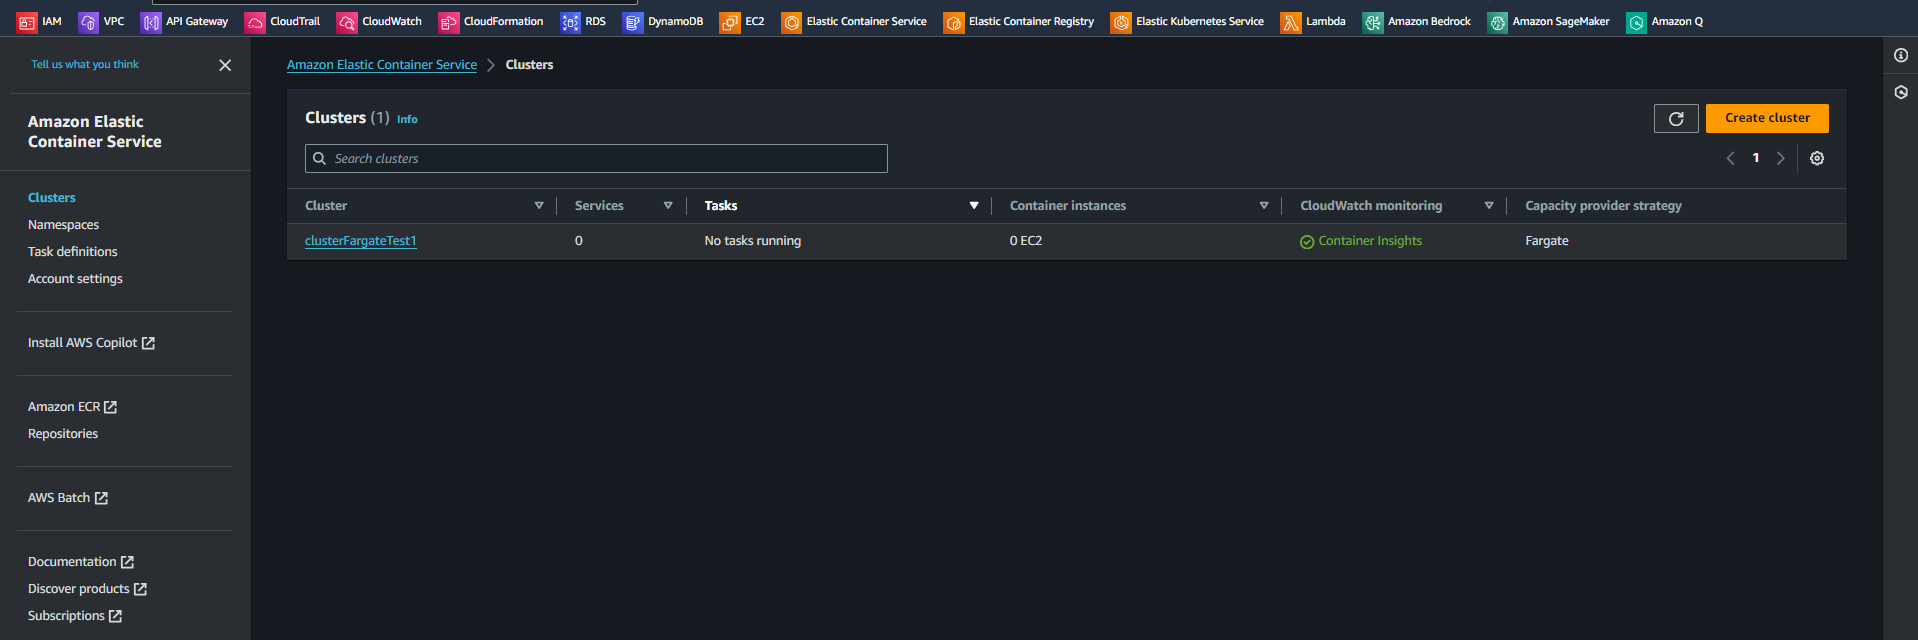 IAM VPC API Gateway CloudTrail CloudWatch CloudFormation RDS DynamoDB EC2 Elastic Container Service Elastic Container Registry Elastic Kubernetes Service Lambda Amazon Bedrock Amazon SageMaker Amazon Q
Tell us what you think
Amazon Elastic
Container Service
Clusters
Namespaces
Task definitions
Account settings
Install AWS Copilot
Amazon ECR
Repositories
AWS Batch
Documentation
Discover products
Subscriptions
Amazon Elastic Container Service Clusters
Clusters (1) Info
Create cluster
Search clusters
1
Cluster Services Tasks Container instances CloudWatch monitoring Capacity provider strategy
clusterFargateTest1 0 No tasks running 0 EC2 Container Insights Fargate